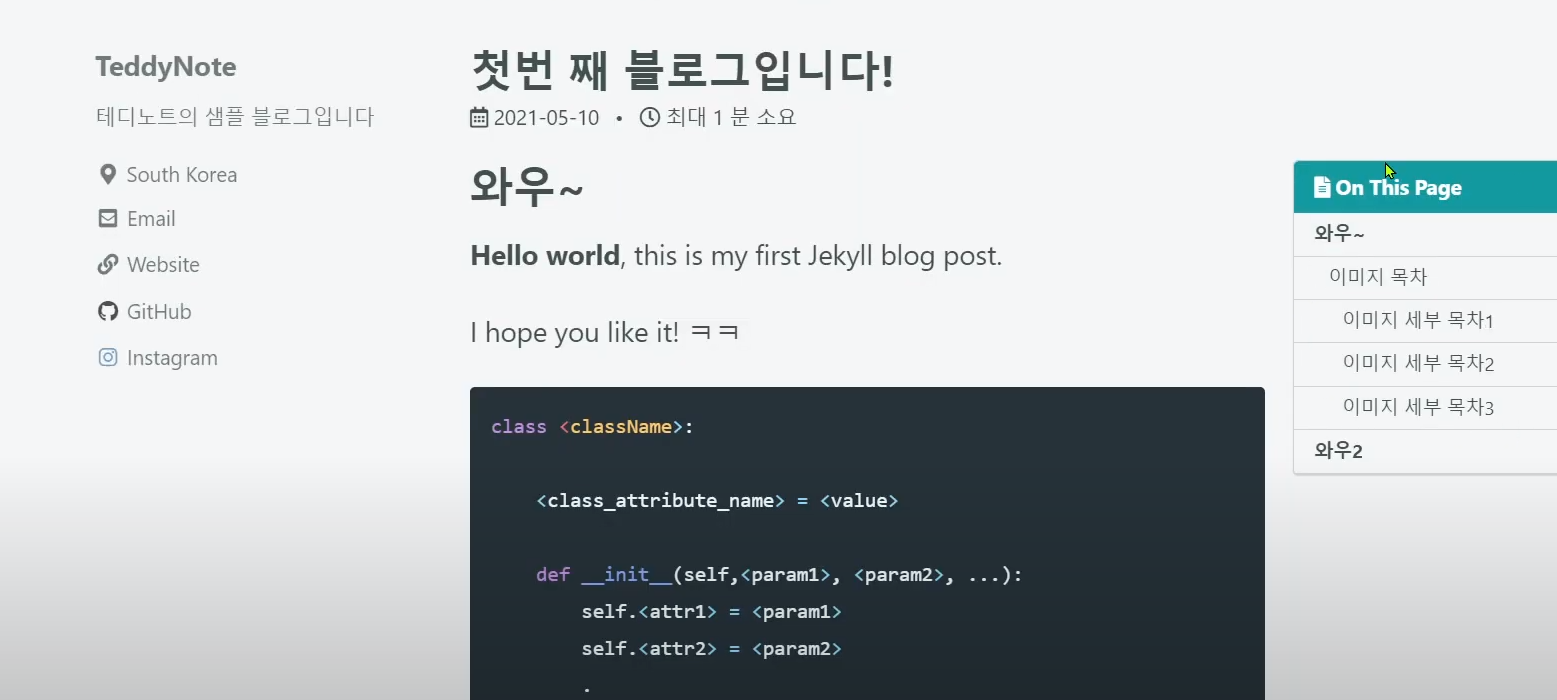 TeddyNote
테디노트의 샘플 블로그입니다
South Korea
Email
Website
GitHub
Instagram
첫번 째 블로그입니다!
2021-05-10 • 최대 1 분 소요
와우~
Hello world, this is my first Jekyll blog post.
I hope you like it! ㅋㅋ
class <className>:
<class_attribute_name> = <value>
def __init__(self,<param1>, <param2>, ...):
self.<attr1> = <param1>
self.<attr2> = <param2>
.
On This Page
와우~
이미지 목차
이미지 세부 목차1
이미지 세부 목차2
이미지 세부 목차3
와우2